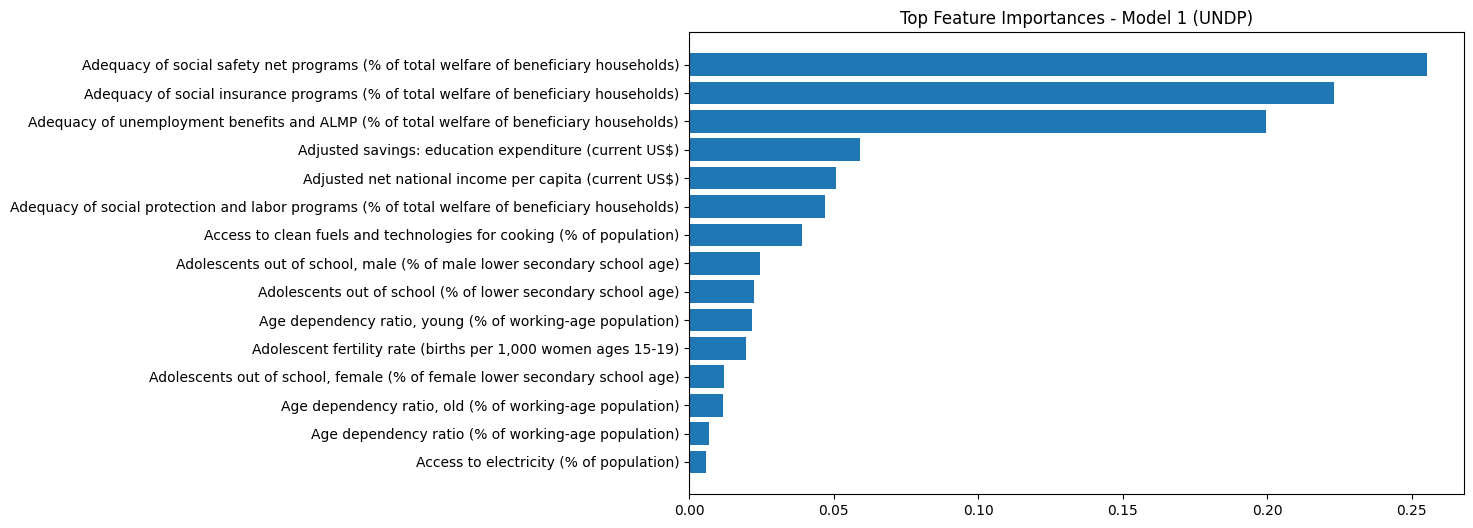 Top Feature Importances - Model 1 (UNDP)
Adequacy of social safety net programs (% of total welfare of beneficiary households)
Adequacy of social insurance programs (% of total welfare of beneficiary households)
Adequacy of unemployment benefits and ALMP (% of total welfare of beneficiary households)
Adjusted savings: education expenditure (current US$)
Adjusted net national income per capita (current US$)
Adequacy of social protection and labor programs (% of total welfare of beneficiary households)
Access to clean fuels and technologies for cooking (% of population)
Adolescents out of school, male (% of male lower secondary school age)
Adolescents out of school (% of lower secondary school age)
Age dependency ratio, young (% of working-age population)
Adolescent fertility rate (births per 1,000 women ages 15-19)
Adolescents out of school, female (% of female lower secondary school age)
Age dependency ratio, old (% of working-age population)
Age dependency ratio (% of working-age population)
Access to electricity (% of population)
0.00 0.05 0.10 0.15 0.20 0.25